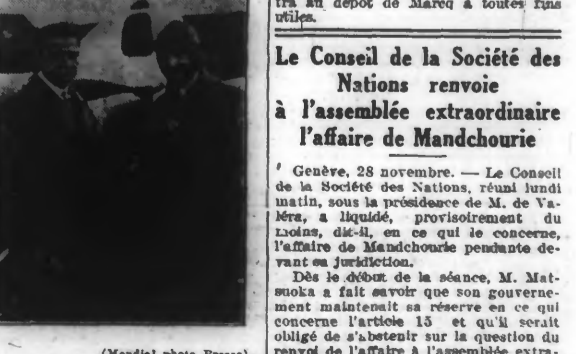 tra au dépôt de Marcq à toutes fins
utiles.
Le Conseil de la Société des
Nations renvoie
à l'assemblée extraordinaire
l'affaire de Mandchourie
Genève, 28 novembre. — Le Conseil
de la Société des Nations, réuni lundi
matin, sous la présidence de M. de Va-
léra, a liquidé, provisoirement du
moins, dit-il, en ce qui le concerne,
l'affaire de Mandchourie pendante de-
vant sa juridiction.
Dès le début de la séance, M. Mat-
suoka a fait savoir que son gouverne-
ment maintenait sa réserve en ce qui
concerne l'article 15 et qu'il serait
obligé de s'abstenir sur la question du
renvoi de l'affaire à l'assemblée extra-
(Mondial photo Presse)